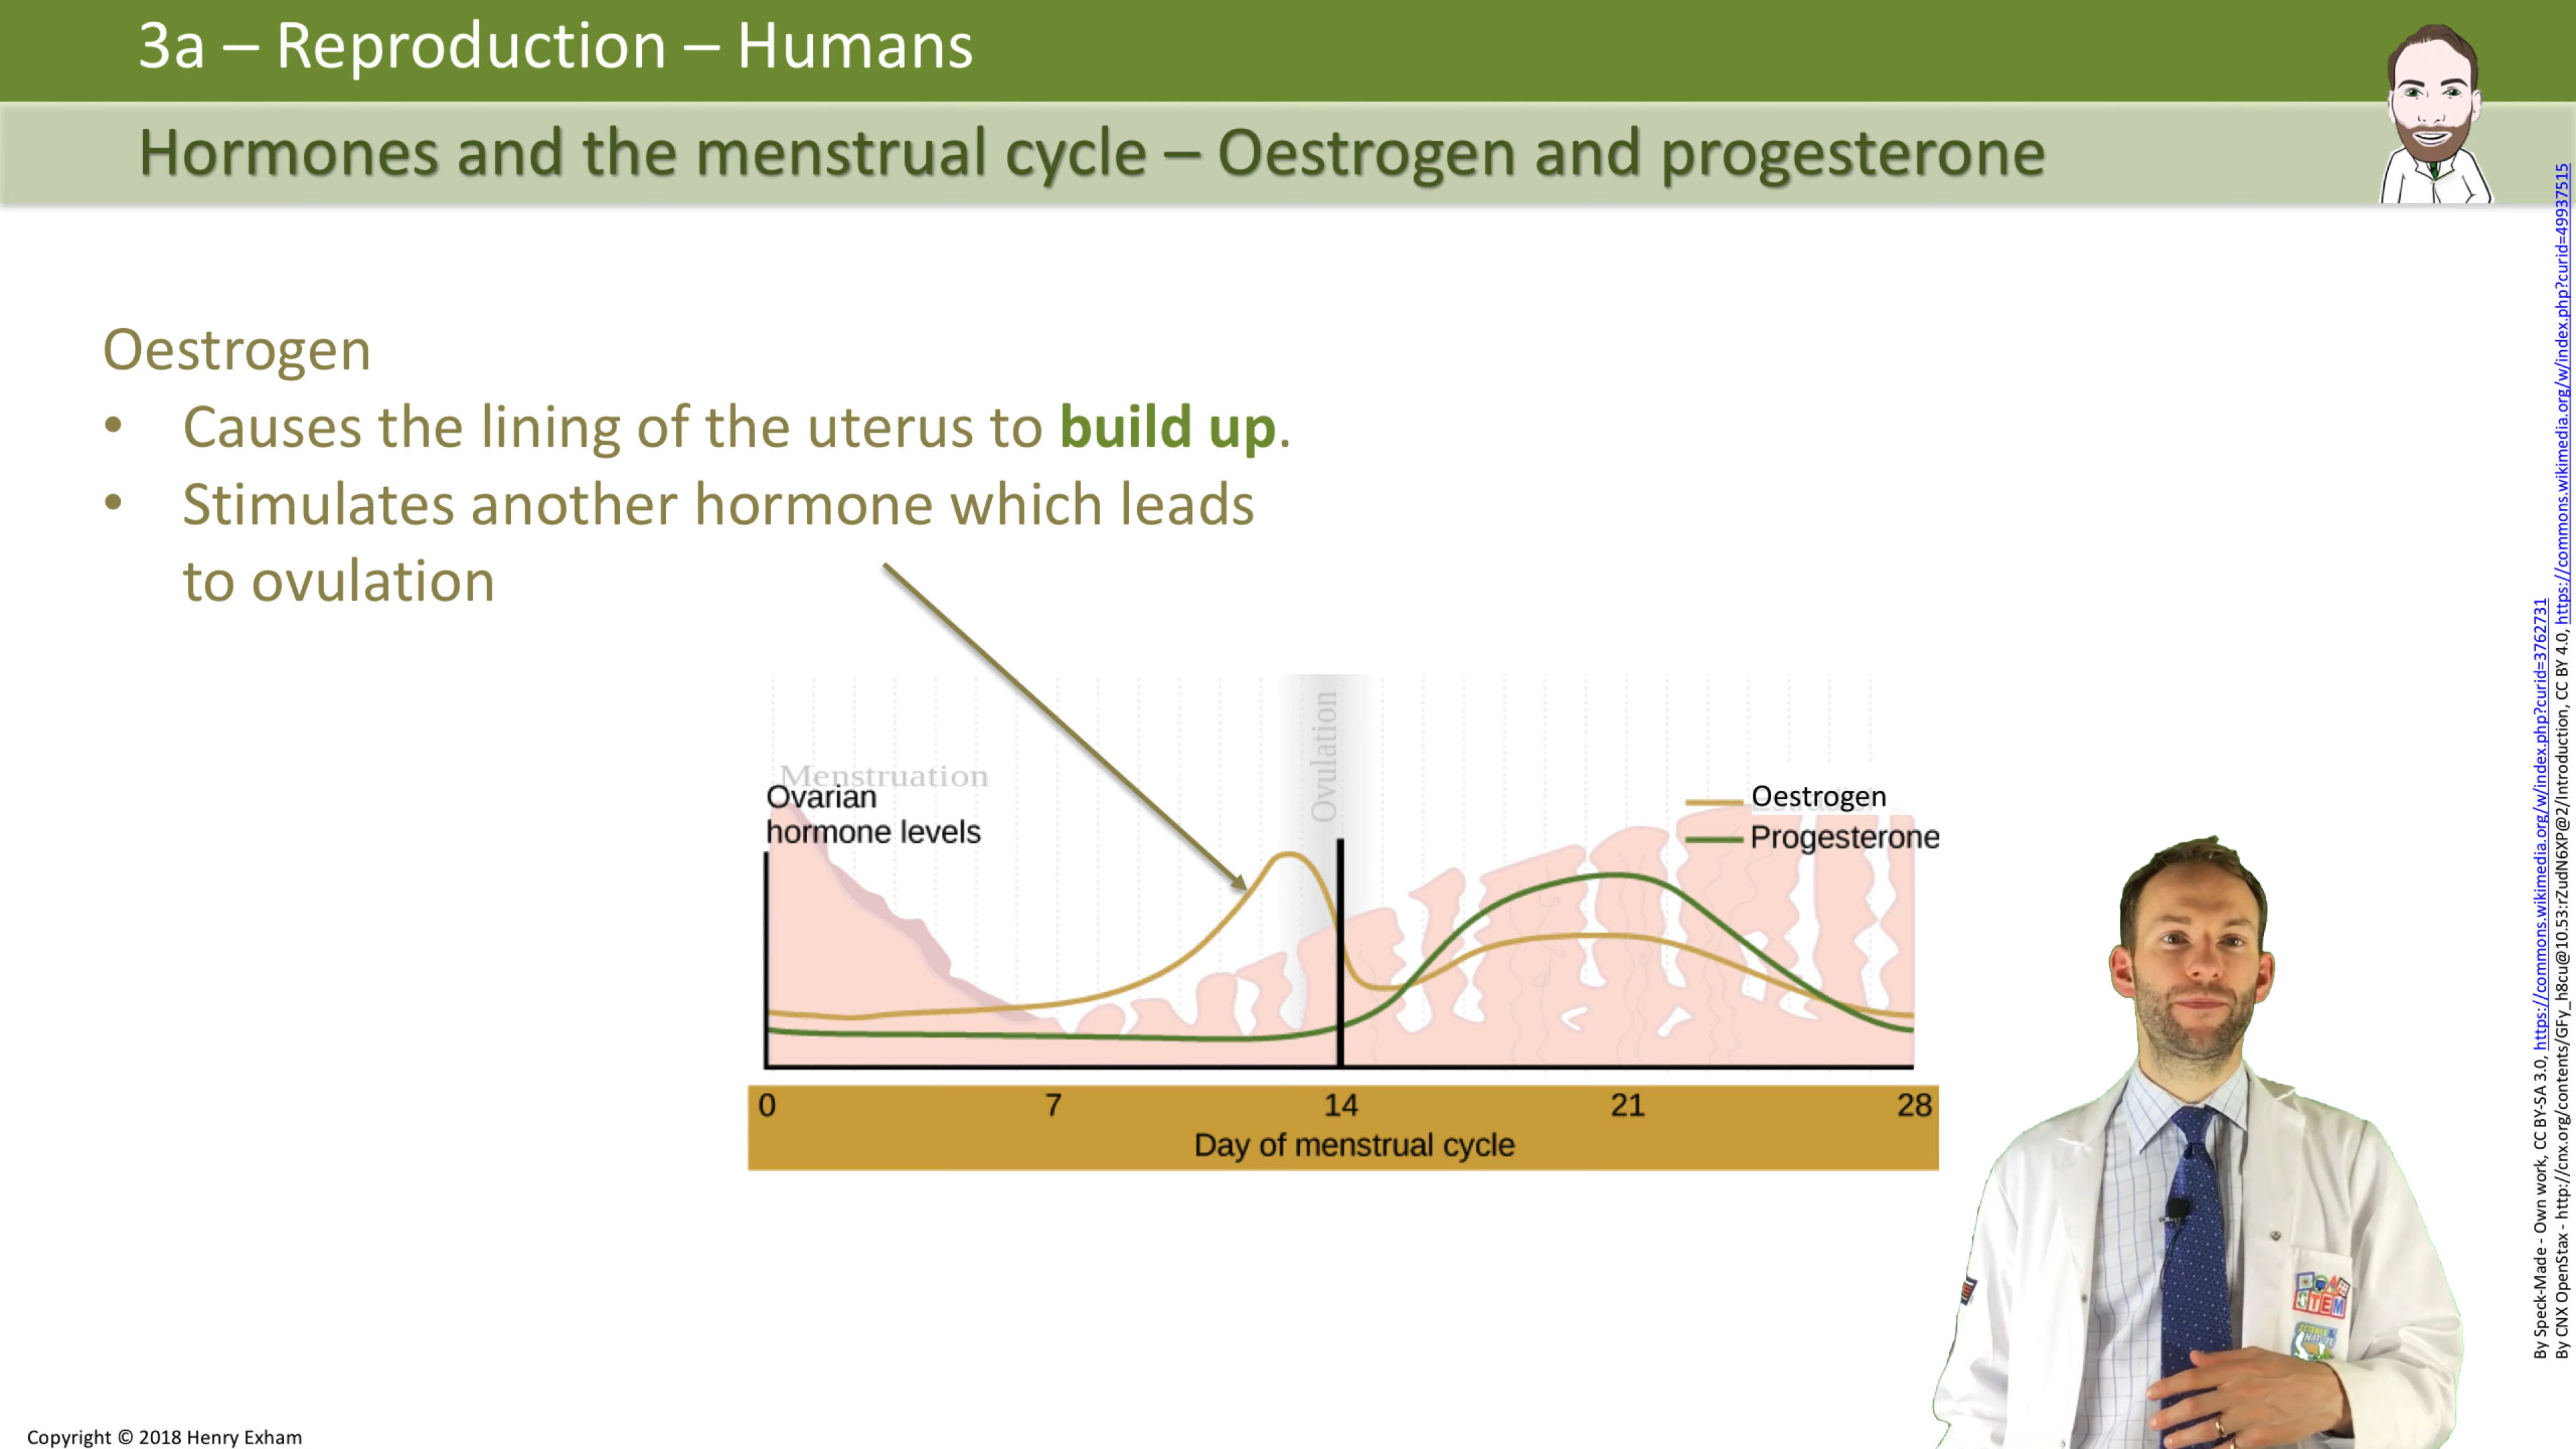 3a – Reproduction – Humans
Hormones and the menstrual cycle – Oestrogen and progesterone
Oestrogen
• Causes the lining of the uterus to build up.
• Stimulates another hormone which leads
to ovulation
Menstruation
Ovulation
Ovarian
hormone levels
Oestrogen
Progesterone
0 7 14 21 28
Day of menstrual cycle
STEM
By Speck-Made - Own work, CC BY-SA 3.0, https://commons.wikimedia.org/w/index.php?curid=3762731
By CNX OpenStax - http://cnx.org/contents/GFy_h8cu@10.53:rZudN6XP@2/Introduction, CC BY 4.0, https://commons.wikimedia.org/w/index.php?curid=49937515
Copyright © 2018 Henry Exham